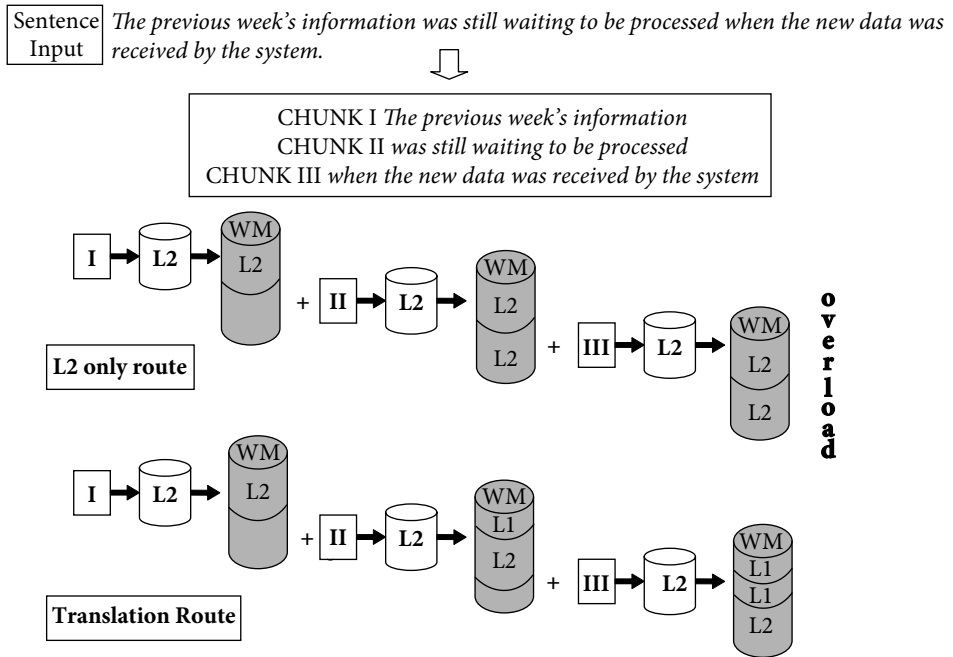 Sentence Input
The previous week’s information was still waiting to be processed when the new data was
received by the system.
CHUNK I The previous week’s information
CHUNK II was still waiting to be processed
CHUNK III when the new data was received by the system
I
L2
WM
L2
+
II
L2
WM
L2
L2
+
III
L2
WM
L2
L2
overload
L2 only route
I
L2
WM
L2
+
II
L2
WM
L1
L2
+
III
L2
WM
L1
L1
L2
Translation Route